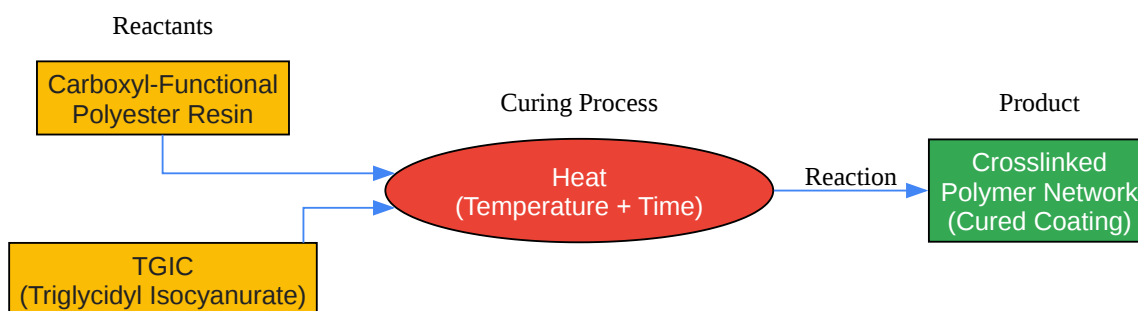 Reactants
Carboxyl-Functional
Polyester Resin
TGIC
(Triglycidyl Isocyanurate)
Curing Process
Heat
(Temperature + Time)
Reaction
Product
Crosslinked
Polymer Network
(Cured Coating)